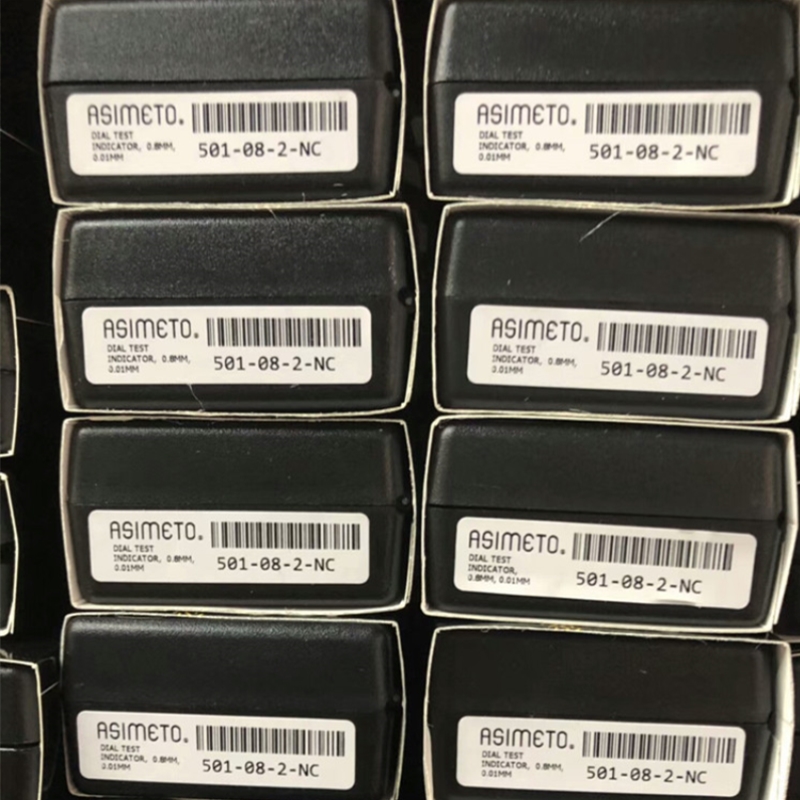 ASIMETO.
DIAL TEST
INDICATOR, 0.8MM,
0.01MM
501-08-2-NC
ASIMETO.
DIAL TEST
INDICATOR, 0.8MM,
0.01MM
501-08-2-NC
ASIMETO.
DIAL TEST
INDICATOR, 0.8MM,
0.01MM
501-08-2-NC
ASIMETO.
DIAL TEST
INDICATOR, 0.8MM,
0.01MM
501-08-2-NC
ASIMETO.
DIAL TEST
INDICATOR, 0.8MM,
0.01MM
501-08-2-NC
ASIMETO.
DIAL TEST
INDICATOR,
0.8MM, 0.01MM
501-08-2-NC
ASIMETO.
DIAL TEST
INDICATOR, 0.8MM,
0.01MM
501-08-2-NC
ASIMETO.
DIAL TEST
INDICATOR, 0.8MM,
0.01MM
501-08-2-NC